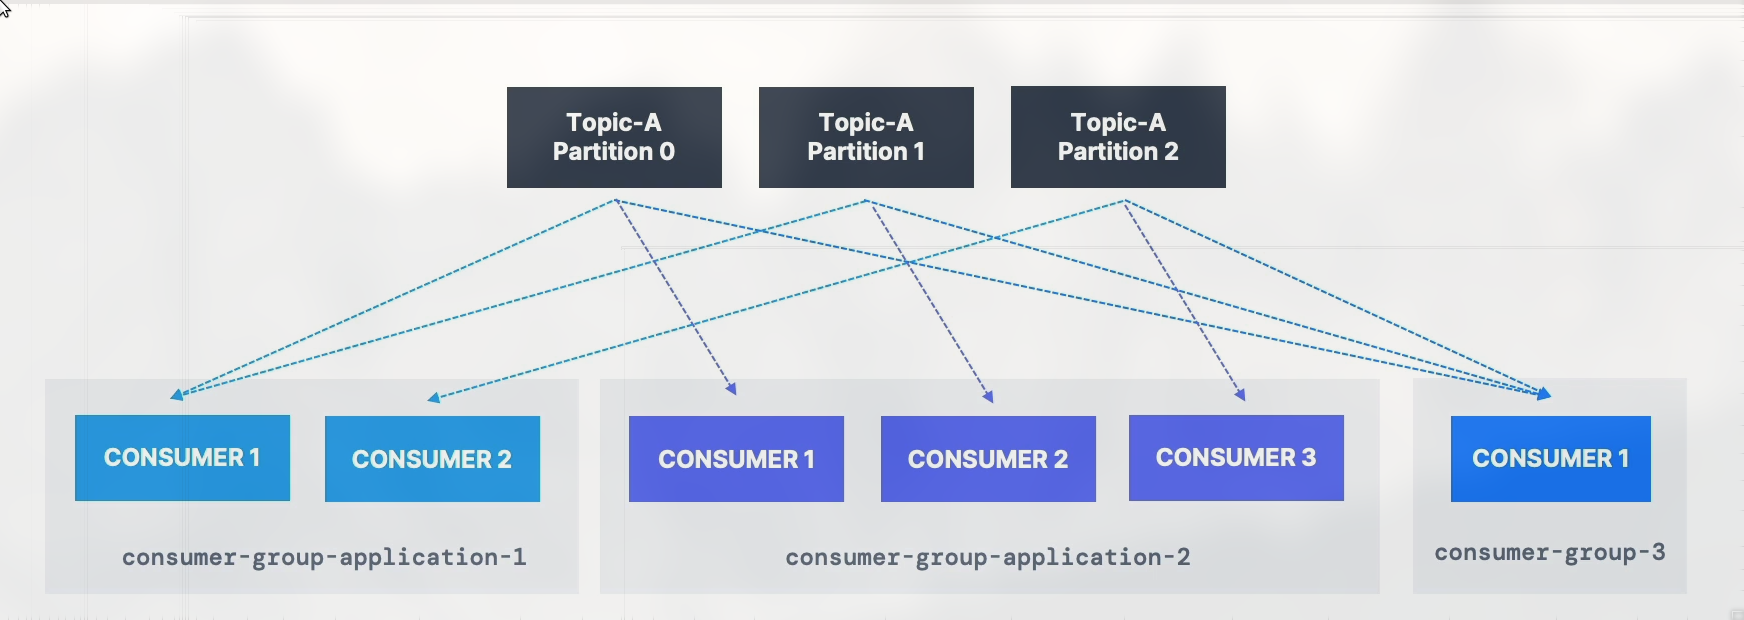 Topic-A
Partition 0
Topic-A
Partition 1
Topic-A
Partition 2
CONSUMER 1
CONSUMER 2
consumer-group-application-1
CONSUMER 1
CONSUMER 2
CONSUMER 3
consumer-group-application-2
CONSUMER 1
consumer-group-3